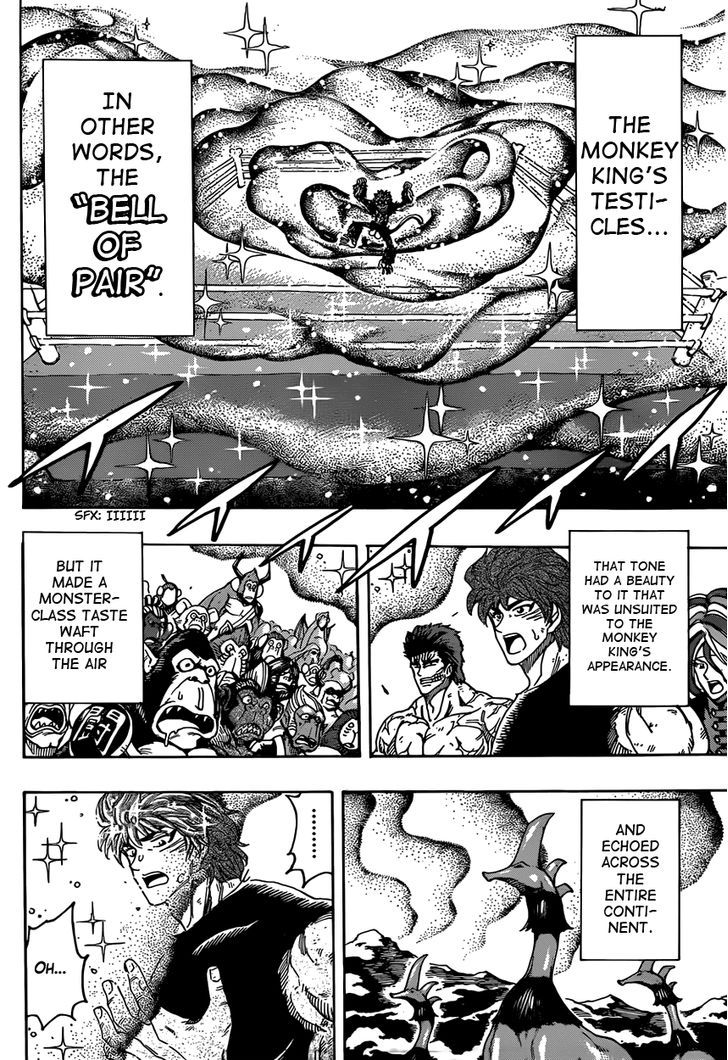 THE
MONKEY
KING'S
TESTI-
CLES...
IN
OTHER
WORDS,
THE
"BELL
OF
PAIR".
SFX: IIIIII
THAT TONE
HAD A BEAUTY
TO IT THAT
WAS UNSUITED
TO THE
MONKEY
KING'S
APPEARANCE.
BUT IT
MADE A
MONSTER-
CLASS TASTE
WAFT
THROUGH
THE AIR
闘
AND
ECHOED
ACROSS
THE
ENTIRE
CONTI-
NENT.
........
OH...